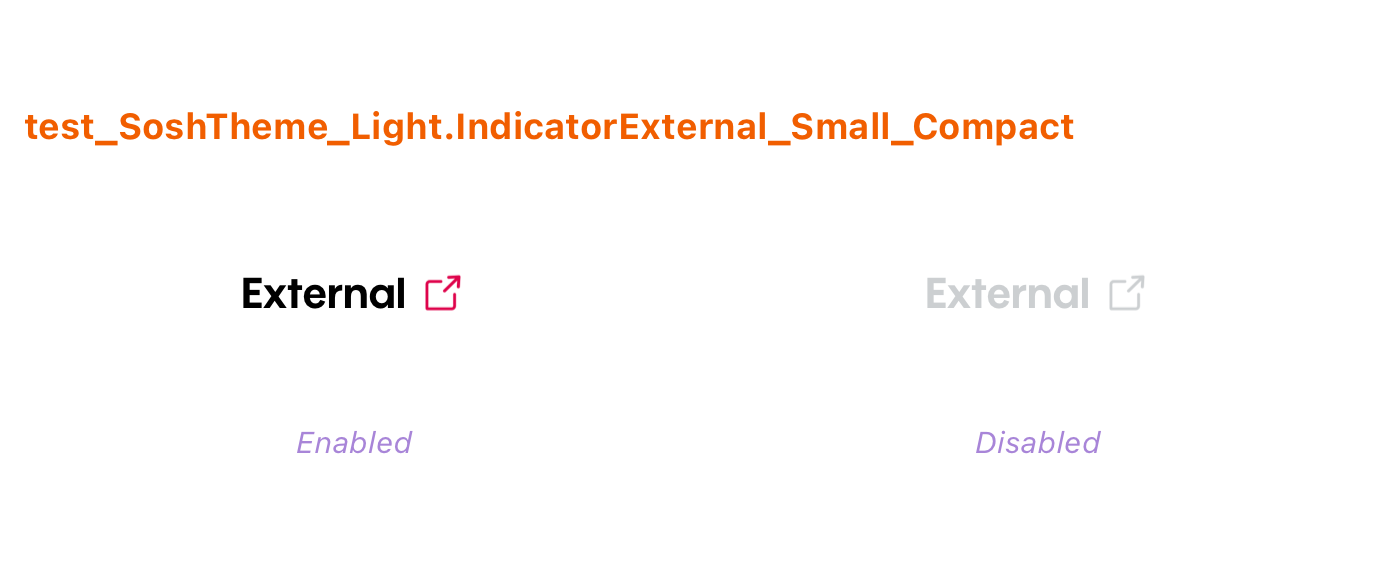 test_SoshTheme_Light.IndicatorExternal_Small_Compact
External
External
Enabled
Disabled